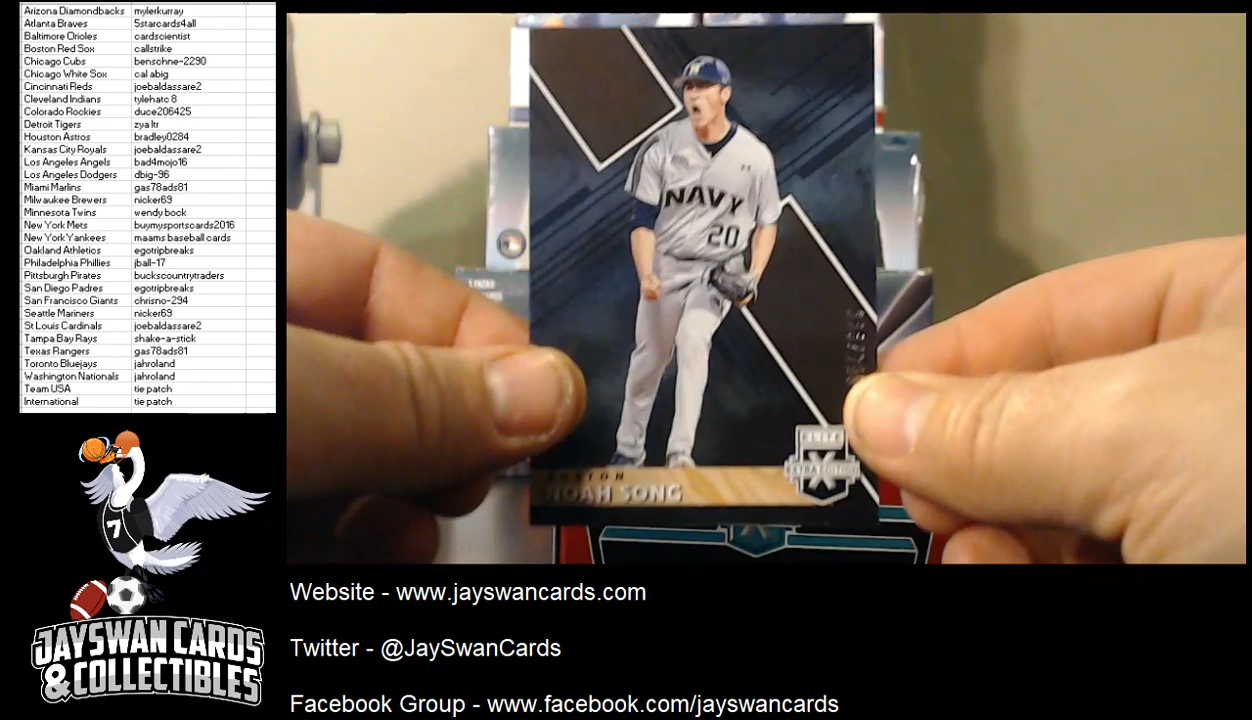 Arizona Diamondbacks mylerkurray
Atlanta Braves 5starcards4all
Baltimore Orioles cardscientist
Boston Red Sox callstrike
Chicago Cubs benschne-2290
Chicago White Sox cal abig
Cincinnati Reds joebaldassare2
Cleveland Indians tylehatc 8
Colorado Rockies duce206425
Detroit Tigers zya ltr
Houston Astros bradley0284
Kansas City Royals joebaldassare2
Los Angeles Angels bad4mojo16
Los Angeles Dodgers dbig-96
Miami Marlins gas78ads81
Milwaukee Brewers nicker69
Minnesota Twins wendy bock
New York Mets buymysportscards2016
New York Yankees maams baseball cards
Oakland Athletics egotripbreaks
Philadelphia Phillies jball-17
Pittsburgh Pirates buckscountrytraders
San Diego Padres egotripbreaks
San Francisco Giants chrisno-294
Seattle Mariners nicker69
St Louis Cardinals joebaldassare2
Tampa Bay Rays shake-a-stick
Texas Rangers gas78ads81
Toronto Bluejays jahroland
Washington Nationals jahroland
Team USA tie patch
International tie patch
NAVY
20
ELITE
X
EXTRA EDITION
NOAH SONG
7
JAYSWAN CARDS
& COLLECTIBLES
Website - www.jayswancards.com
Twitter - @JaySwanCards
Facebook Group - www.facebook.com/jayswancards